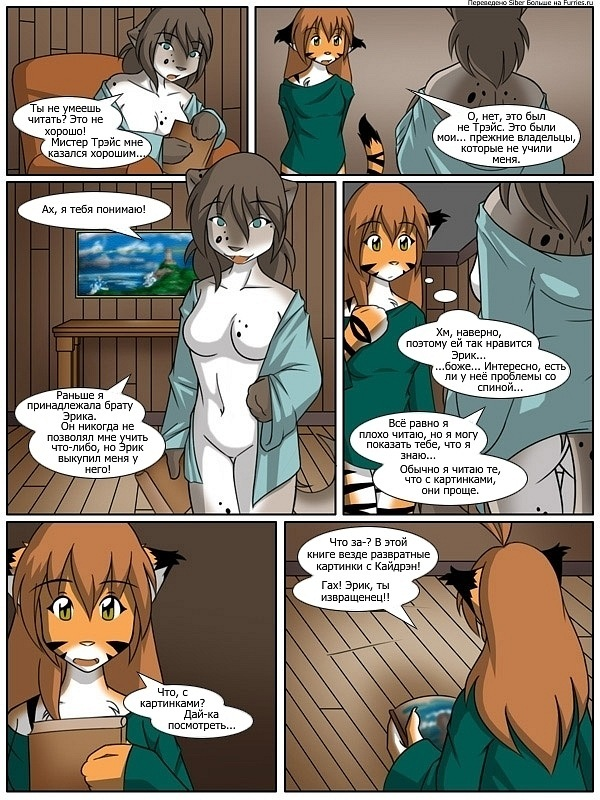 Переведено Siber Больше на Furries.ru
Ты не умеешь
читать? Это не
хорошо!
Мистер Трэйс мне
казался хорошим...
О, нет, это был
не Трэйс. Это были
мои... прежние владельцы,
которые не учили
меня.
Ах, я тебя понимаю!
Раньше я
принадлежала брату
Эрика.
Он никогда не
позволял мне учить
что-либо, но Эрик
выкупил меня у
него!
Хм, наверно,
поэтому ей так нравится
Эрик...
...боже... Интересно, есть
ли у неё проблемы со
спиной...
Всё равно я
плохо читаю, но я могу
показать тебе, что я
знаю...
Обычно я читаю те,
что с картинками,
они проще.
Что, с
картинками?
Дай-ка
посмотреть...
Что за-? В этой
книге везде развратные
картинки с Кайдрэн!
Гах! Эрик, ты
извращенец!!